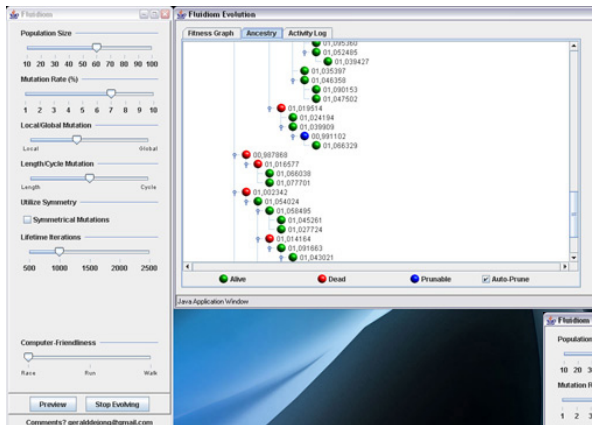 Fluidiom
Population Size
10 20 30 40 50 60 70 80 90 100
Mutation Rate (%)
1 2 3 4 5 6 7 8 9 10
Local/Global Mutation
Local Global
Length/Cycle Mutation
Length Cycle
Utilize Symmetry
Symmetrical Mutations
Lifetime Iterations
500 1000 1500 2000 2500
Computer-Friendliness
Race Run Walk
Preview Stop Evolving
Comments? geralddejong@gmail.com
Fluidiom Evolution
Fitness Graph Ancestry Activity Log
01,095360
01,052485
01,039427
01,035397
01,046358
01,090153
01,047502
01,019514
01,024194
01,039909
00,991102
01,066329
00,987868
01,016577
01,066038
01,077701
01,002342
01,054024
01,058495
01,045261
01,027724
01,014164
01,091663
01,043021
Alive Dead Prunable Auto-Prune
Java Application Window
Fluidiom
Population
10 20 3
Mutation R
1 2 3